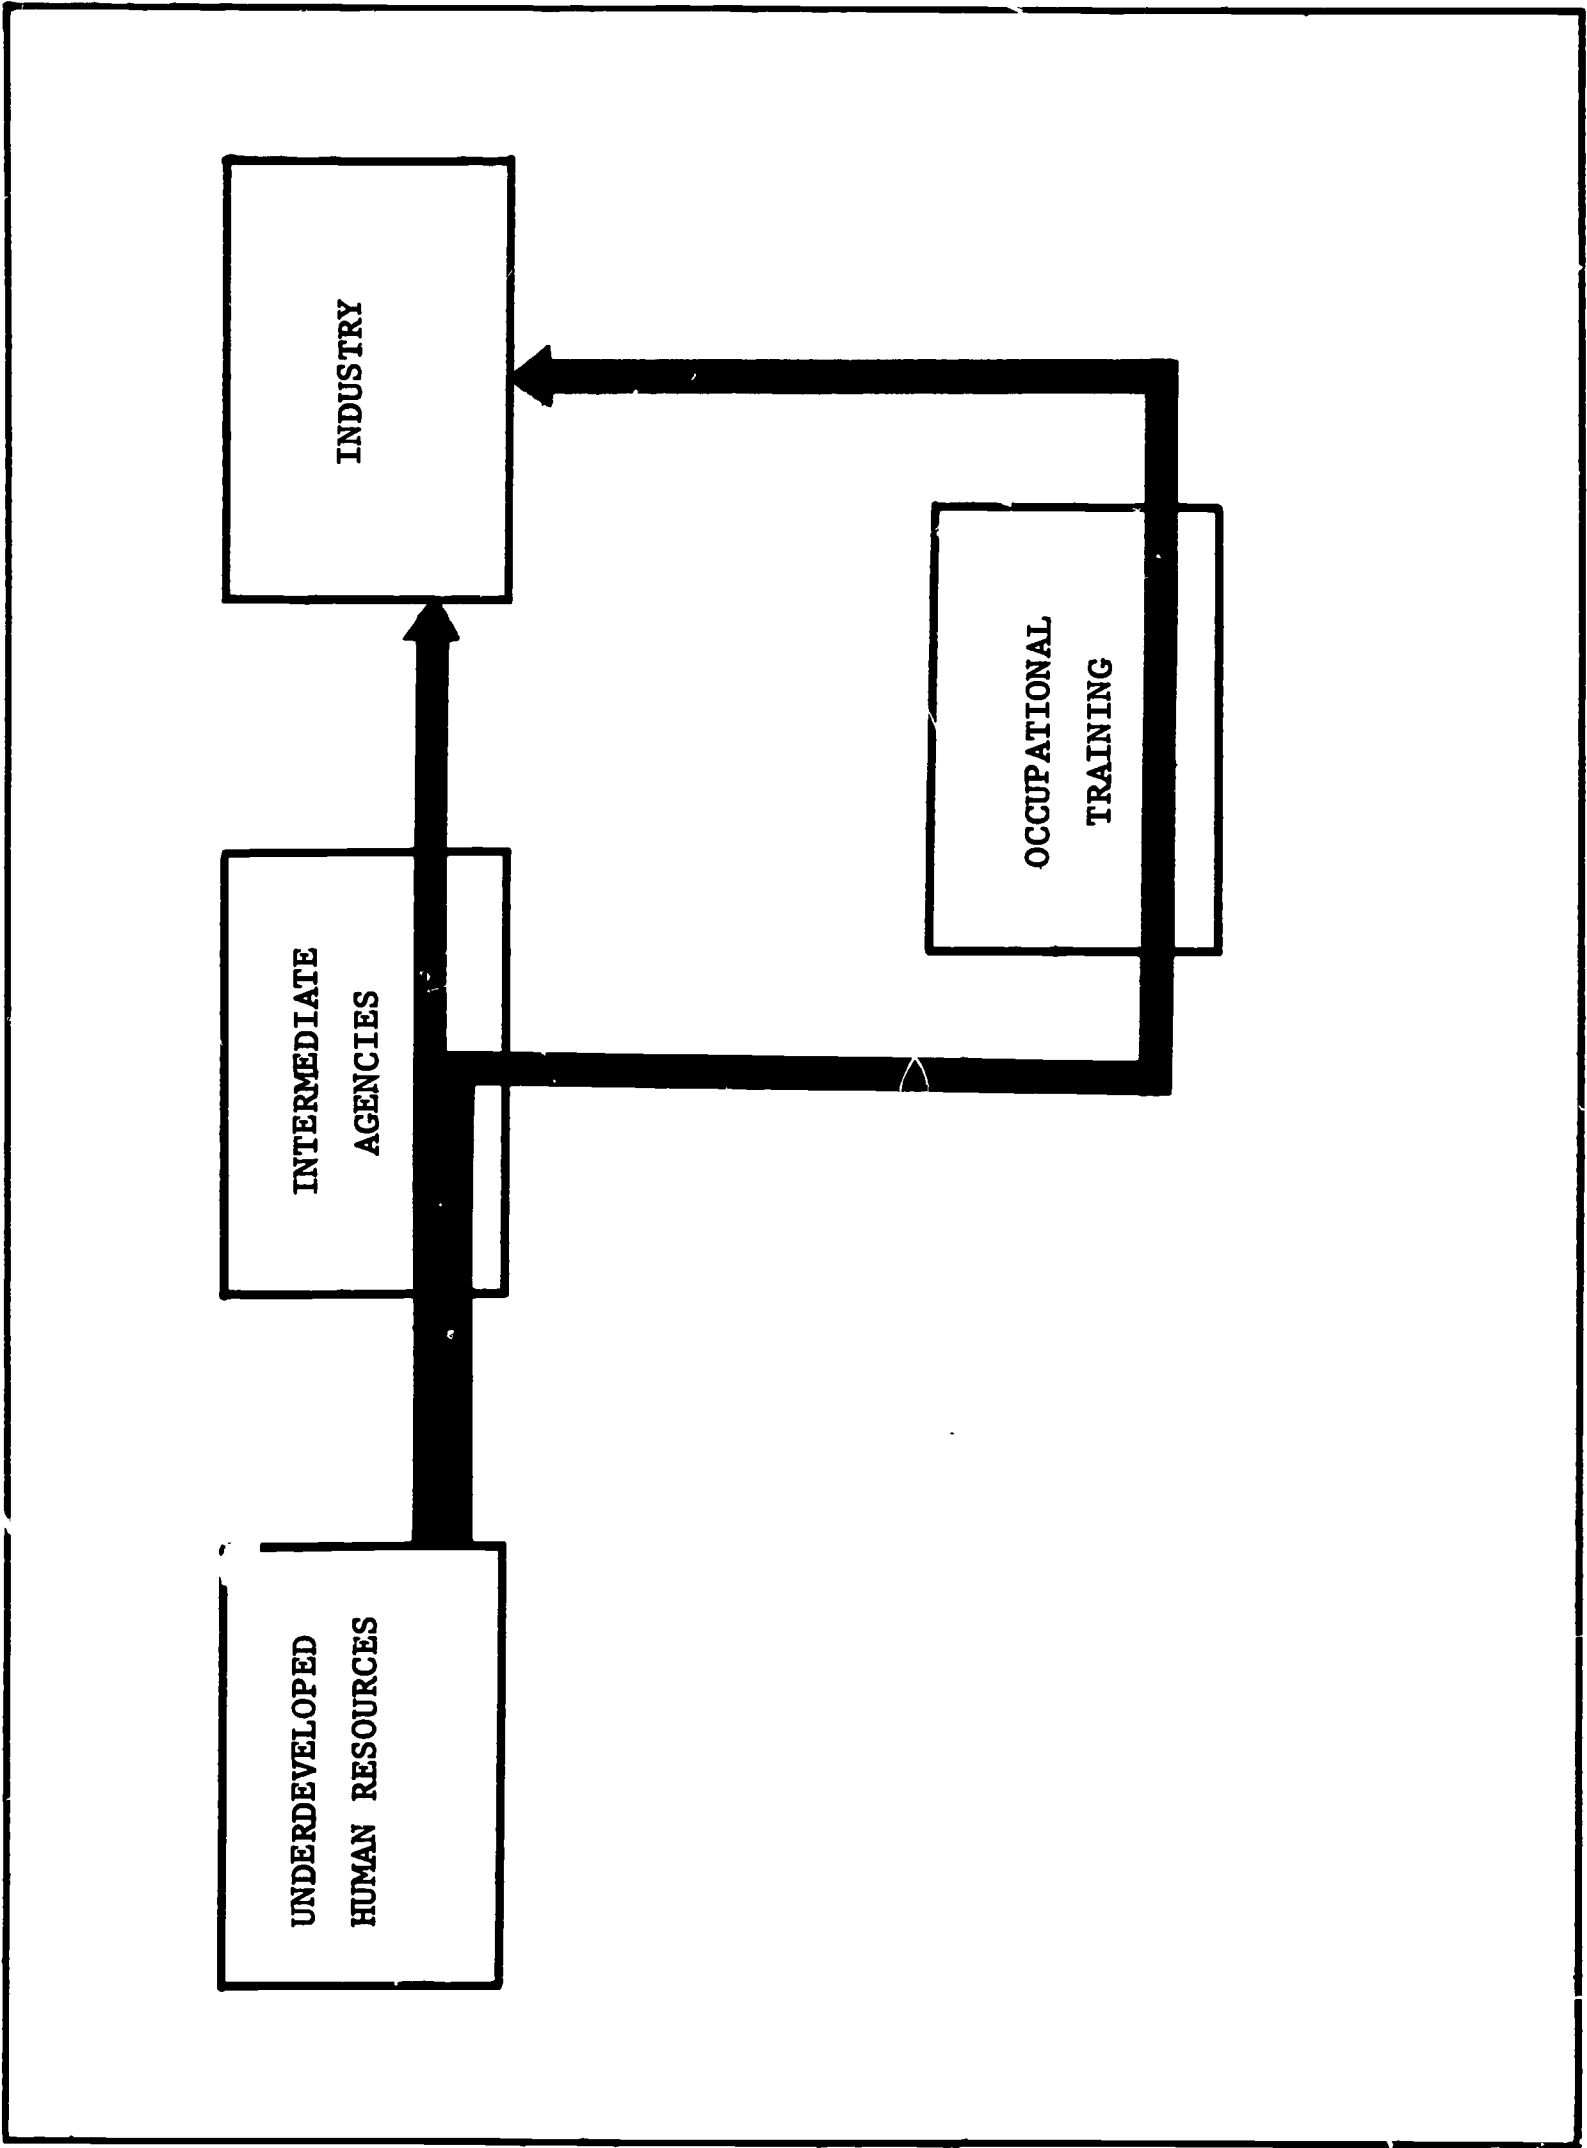 UNDERDEVELOPED
HUMAN RESOURCES
INTERMEDIATE
AGENCIES
INDUSTRY
OCCUPATIONAL
TRAINING